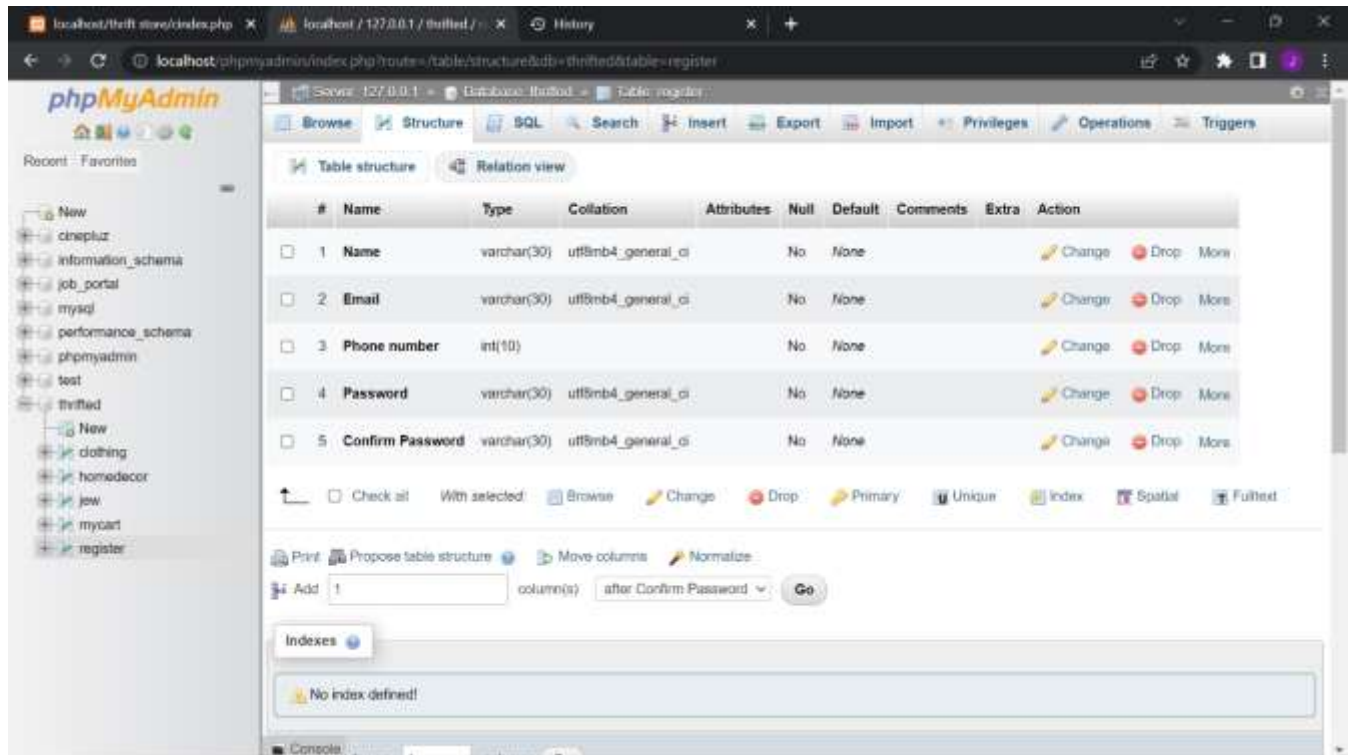 localhost/thrift store/cindex.php
localhost / 127.0.0.1 / thrifted /
History
localhost/phpmyadmin/index.php?route=/table/structure&db=thrifted&table=register
phpMyAdmin
Recent Favorites
New
cinepluz
information_schema
job_portal
mysql
performance_schema
phpmyadmin
test
thrifted
New
clothing
homedecor
jew
mycart
register
Server: 127.0.0.1 » Database: thrifted » Table: register
Browse Structure SQL Search Insert Export Import Privileges Operations Triggers
Table structure Relation view
# Name Type Collation Attributes Null Default Comments Extra Action
1 Name varchar(30) utf8mb4_general_ci No None Change Drop More
2 Email varchar(30) utf8mb4_general_ci No None Change Drop More
3 Phone number int(10) No None Change Drop More
4 Password varchar(30) utf8mb4_general_ci No None Change Drop More
5 Confirm Password varchar(30) utf8mb4_general_ci No None Change Drop More
Check all With selected: Browse Change Drop Primary Unique Index Spatial Fulltext
Print Propose table structure Move columns Normalize
Add 1 column(s) after Confirm Password Go
Indexes
No index defined!
Console